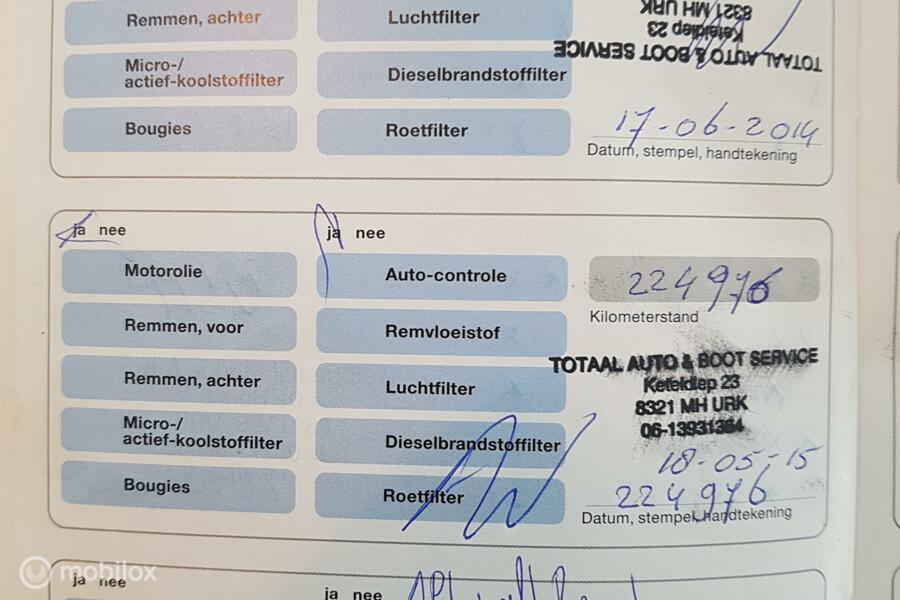 Remmen, achter
Luchtfilter
8321 MH URK
Keteldiep 23
TOTAAL AUTO & BOOT SERVICE
Micro-/
actief-koolstoffilter
Dieselbrandstoffilter
Bougies
Roetfilter
17-06-2014
Datum, stempel, handtekening
ja nee
ja nee
Motorolie
Auto-controle
224976
Kilometerstand
Remmen, voor
Remvloeistof
TOTAAL AUTO & BOOT SERVICE
Keteldiep 23
8321 MH URK
06-13931364
Remmen, achter
Luchtfilter
Micro-/
actief-koolstoffilter
Dieselbrandstoffilter
18-05-15
Bougies
Roetfilter
224976
Datum, stempel, handtekening
mobilox
ja nee
ja nee